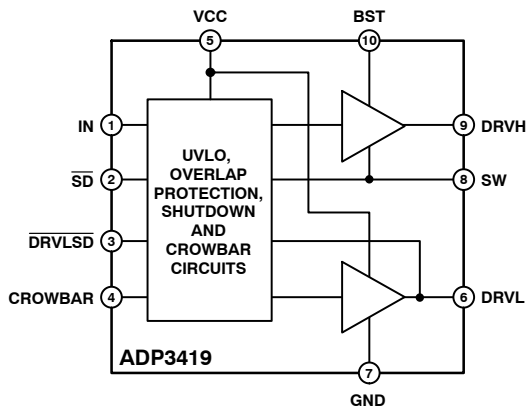 VCC
BST
5
10
IN
1
9
DRVH
UVLO,
OVERLAP
PROTECTION,
SHUTDOWN
AND
CROWBAR
CIRCUITS
SD
2
8
SW
DRVLSD
3
CROWBAR
4
6
DRVL
ADP3419
7
GND